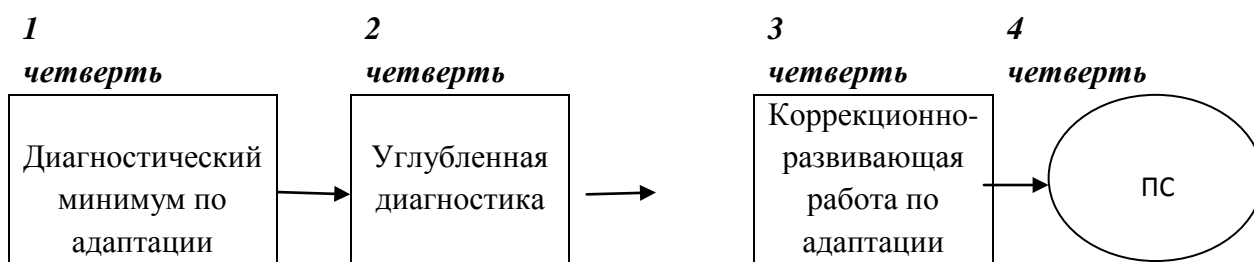 1
четверть
2
четверть
3
четверть
4
четверть
Диагностический
минимум по
адаптации
Углубленная
диагностика
Коррекционно-
развивающая
работа по
адаптации
ПС